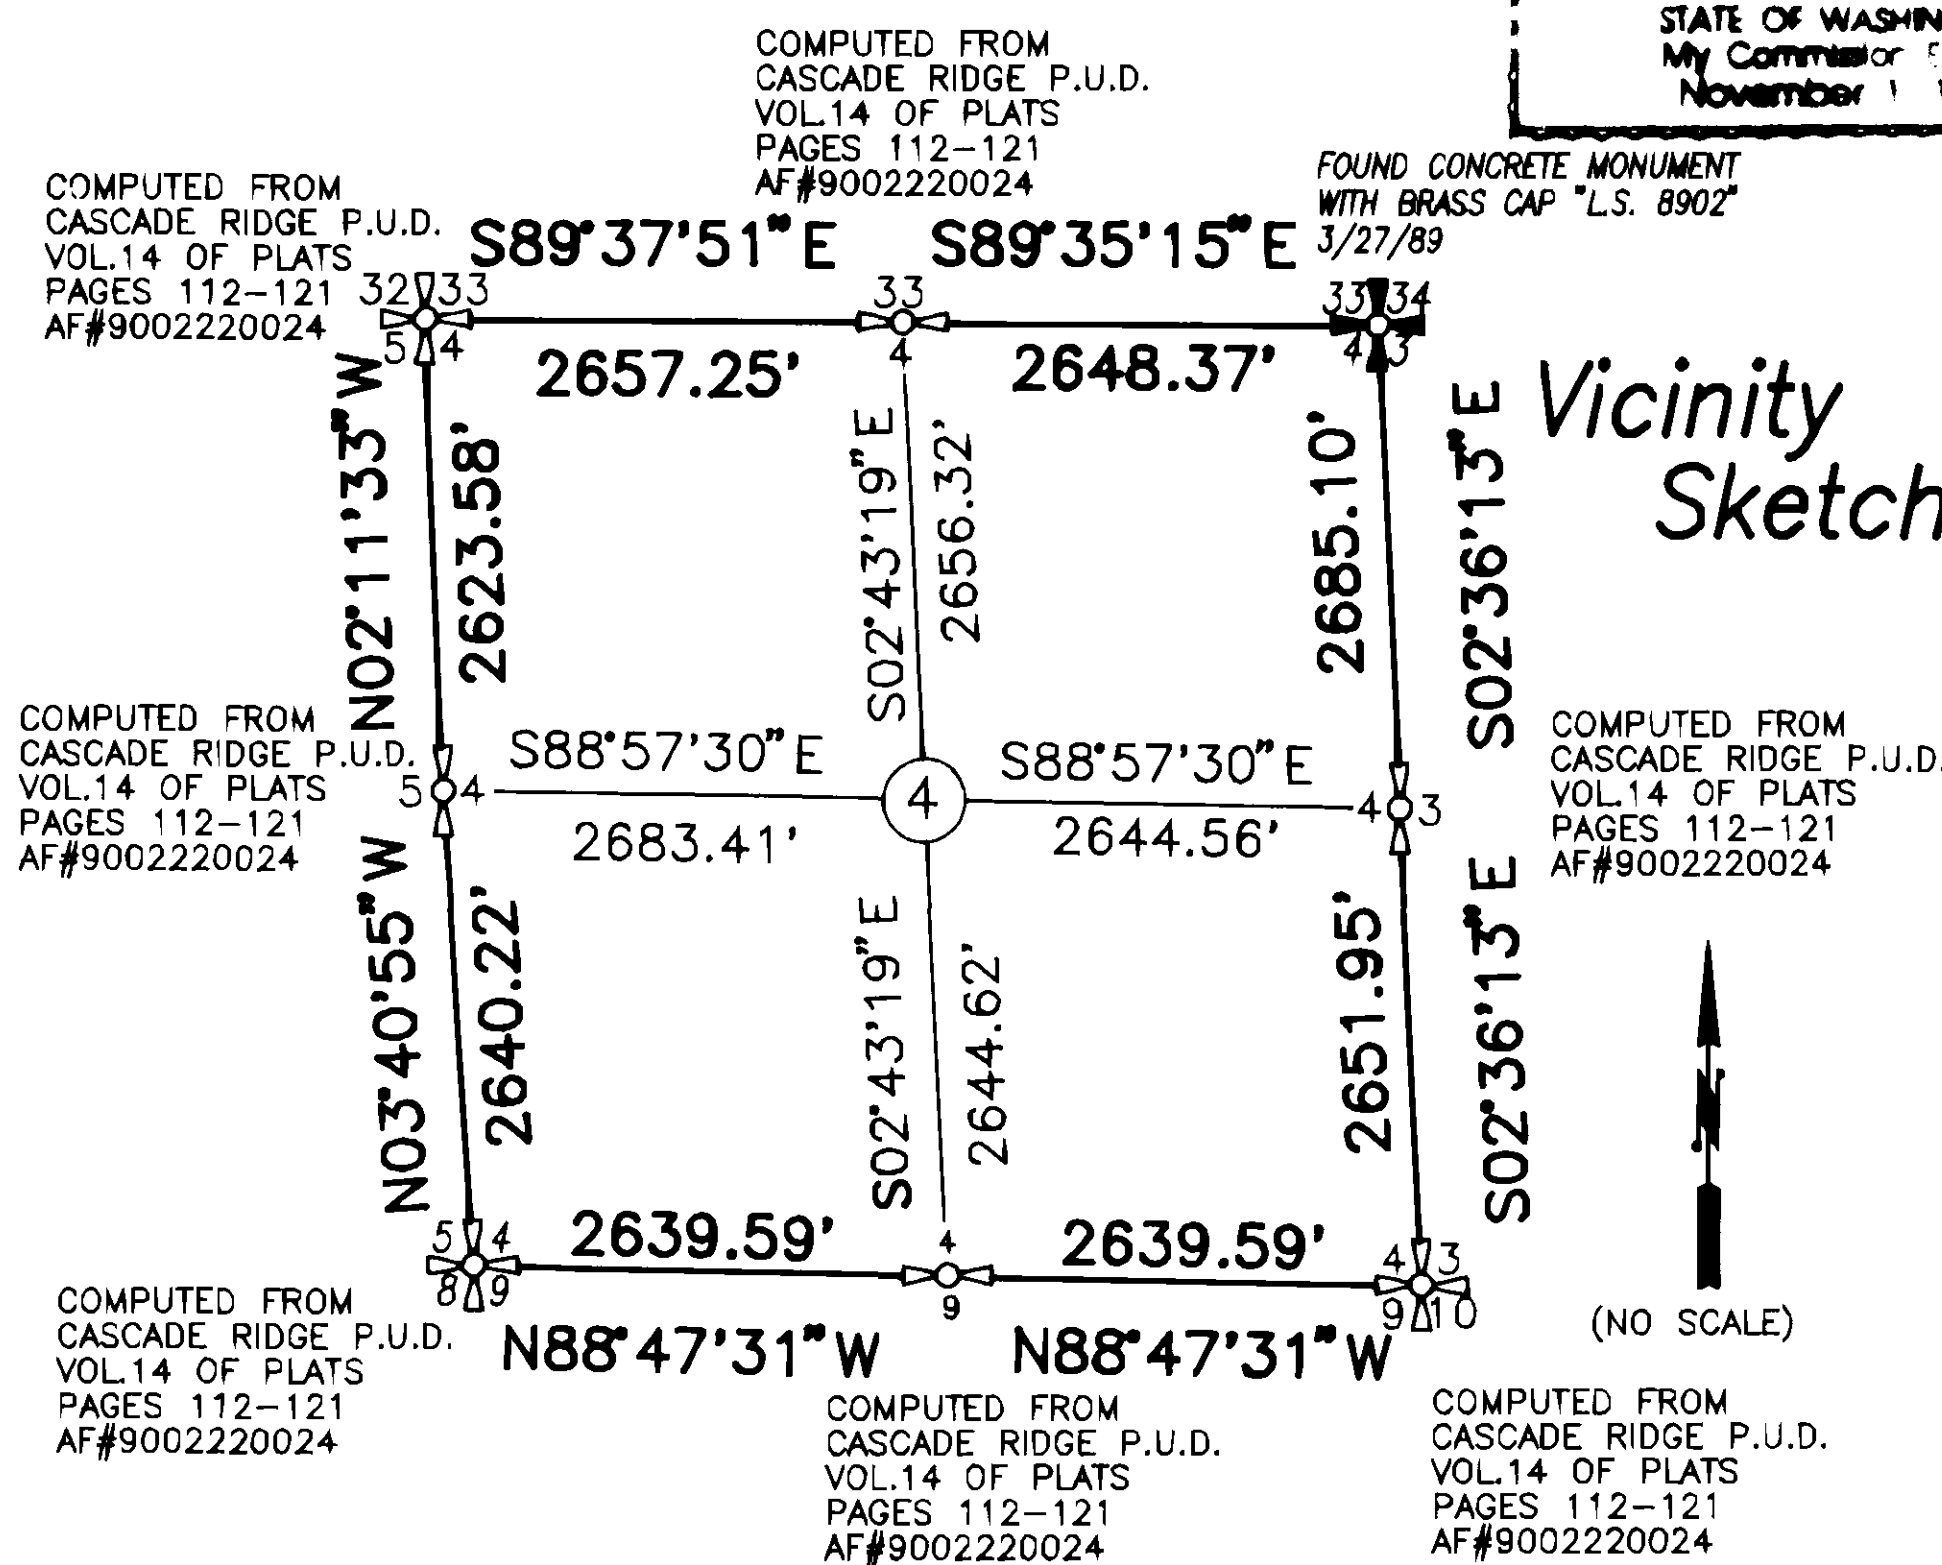 STATE OF
My
November
COMPUTED FROM
CASCADE RIDGE P.U.D.
VOL.14 OF PLATS
PAGES 112-121
AF#9002220024
FOUND CONCRETE MONUMENT
WITH BRASS CAP "L.S. 8902"
3/27/89
COMPUTED FROM
CASCADE RIDGE P.U.D.
VOL.14 OF PLATS
PAGES 112-121
AF#9002220024
S89°37'51"E
S89°35'15"E
32 33
5 4
33
4
33 34
4 3
2657.25'
2648.37'
Vicinity
Sketch
N02°11'33"W
2623.58'
S02°43'19"E
2656.32'
2685.10'
S02°36'13"E
COMPUTED FROM
CASCADE RIDGE P.U.D.
VOL.14 OF PLATS
PAGES 112-121
AF#9002220024
5 4
S88°57'30"E
2683.41'
4
S88°57'30"E
2644.56'
4 3
COMPUTED FROM
CASCADE RIDGE P.U.D.
VOL.14 OF PLATS
PAGES 112-121
AF#9002220024
N03°40'55"W
2640.22'
S02°43'19"E
2644.62'
2651.95'
S02°36'13"E
N
(NO SCALE)
5 4
8 9
2639.59'
4
9
2639.59'
4 3
9 10
N88°47'31"W
N88°47'31"W
COMPUTED FROM
CASCADE RIDGE P.U.D.
VOL.14 OF PLATS
PAGES 112-121
AF#9002220024
COMPUTED FROM
CASCADE RIDGE P.U.D.
VOL.14 OF PLATS
PAGES 112-121
AF#9002220024
COMPUTED FROM
CASCADE RIDGE P.U.D.
VOL.14 OF PLATS
PAGES 112-121
AF#9002220024